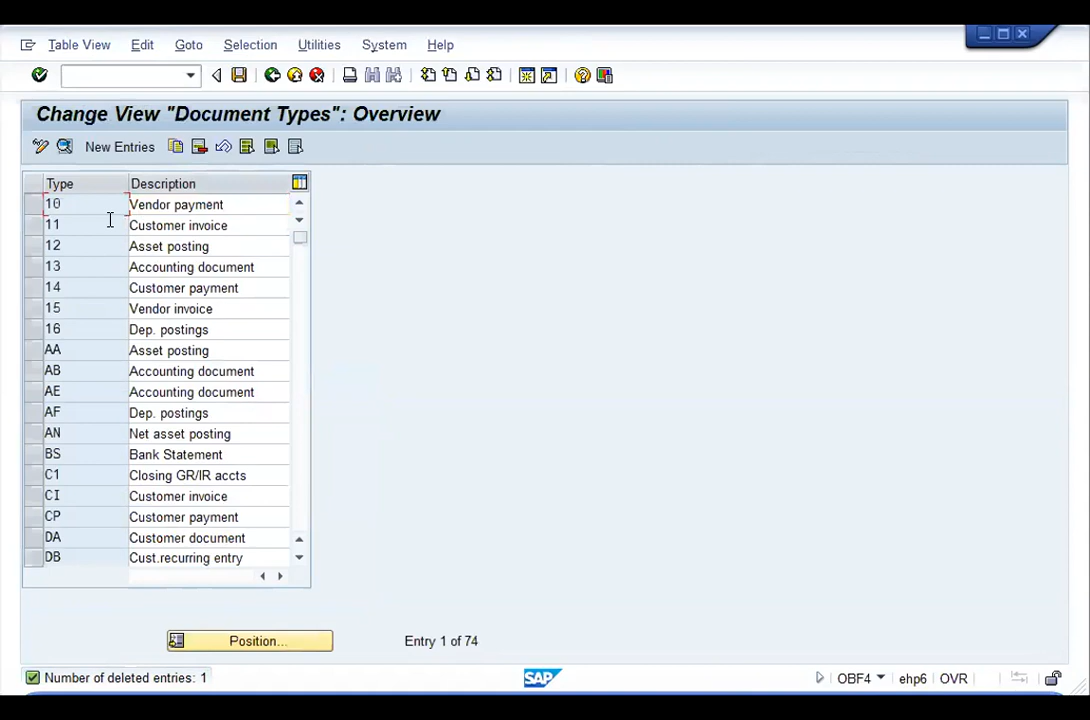 Table View Edit Goto Selection Utilities System Help
Change View "Document Types": Overview
New Entries
Type Description
10 Vendor payment
11 Customer invoice
12 Asset posting
13 Accounting document
14 Customer payment
15 Vendor invoice
16 Dep. postings
AA Asset posting
AB Accounting document
AE Accounting document
AF Dep. postings
AN Net asset posting
BS Bank Statement
C1 Closing GR/IR accts
CI Customer invoice
CP Customer payment
DA Customer document
DB Cust.recurring entry
Position... Entry 1 of 74
Number of deleted entries: 1 SAP OBF4 ehp6 OVR